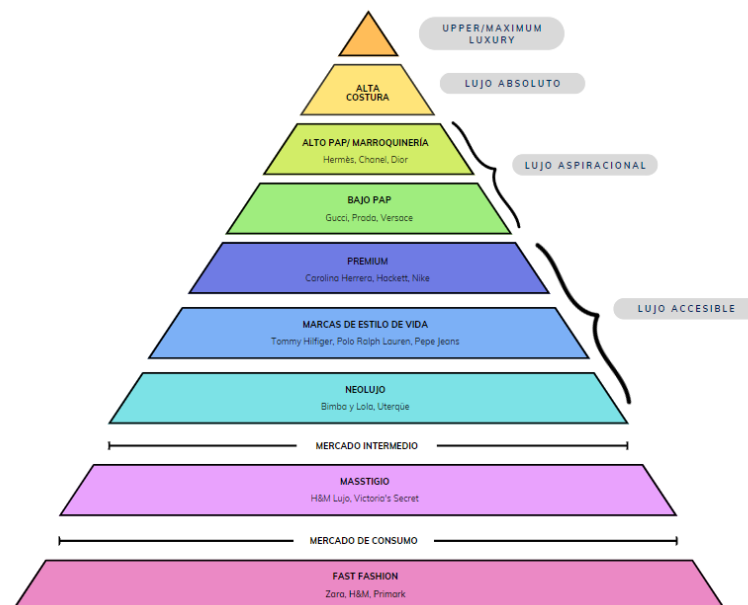 UPPER/MAXIMUM
LUXURY
ALTA
COSTURA
LUJO ABSOLUTO
ALTO PAP/ MARROQUINERÍA
Hermès, Chanel, Dior
LUJO ASPIRACIONAL
BAJO PAP
Gucci, Prada, Versace
PREMIUM
Carolina Herrera, Hackett, Nike
LUJO ACCESIBLE
MARCAS DE ESTILO DE VIDA
Tommy Hilfiger, Polo Ralph Lauren, Pepe Jeans
NEOLUJO
Bimba y Lola, Uterqüe
MERCADO INTERMEDIO
MASSTIGIO
H&M Lujo, Victoria's Secret
MERCADO DE CONSUMO
FAST FASHION
Zara, H&M, Primark